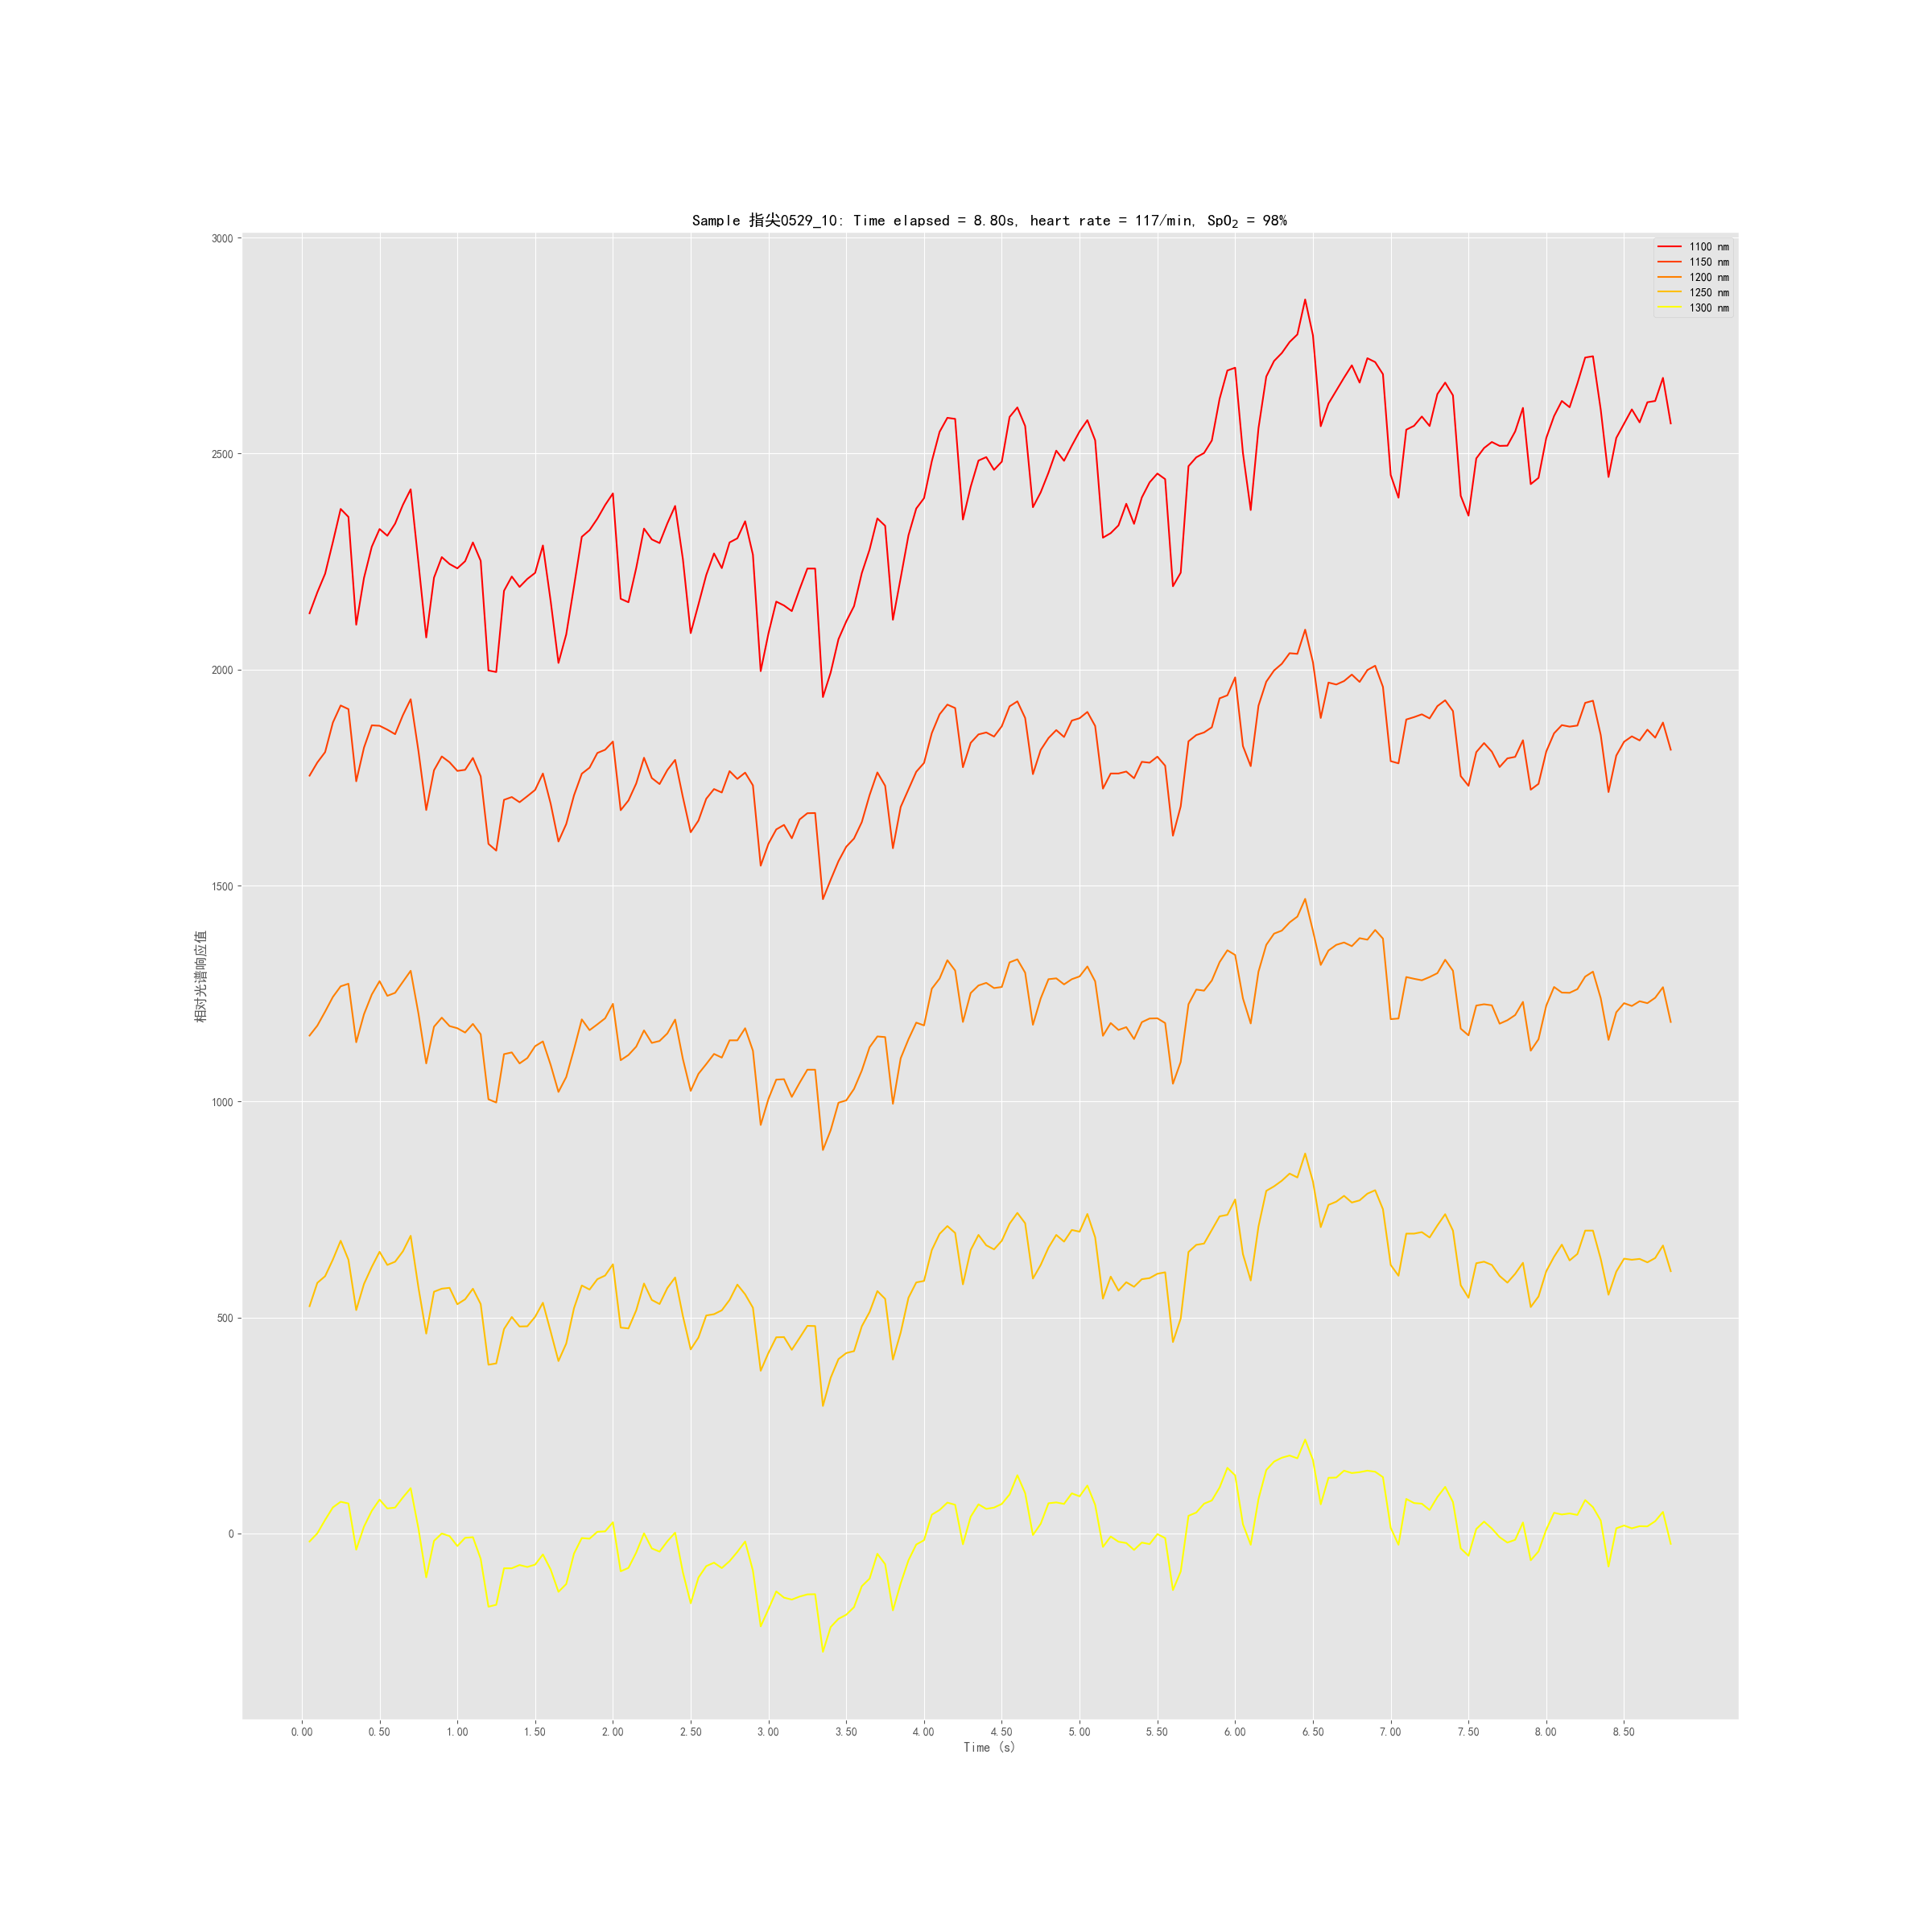 Sample 指尖0529_10: Time elapsed = 8.80s, heart rate = 117/min, SpO₂ = 98%
1100 nm
1150 nm
1200 nm
1250 nm
1300 nm
3000
2500
2000
1500
1000
500
0
相对光谱响应值
0.00 0.50 1.00 1.50 2.00 2.50 3.00 3.50 4.00 4.50 5.00 5.50 6.00 6.50 7.00 7.50 8.00 8.50
Time (s)